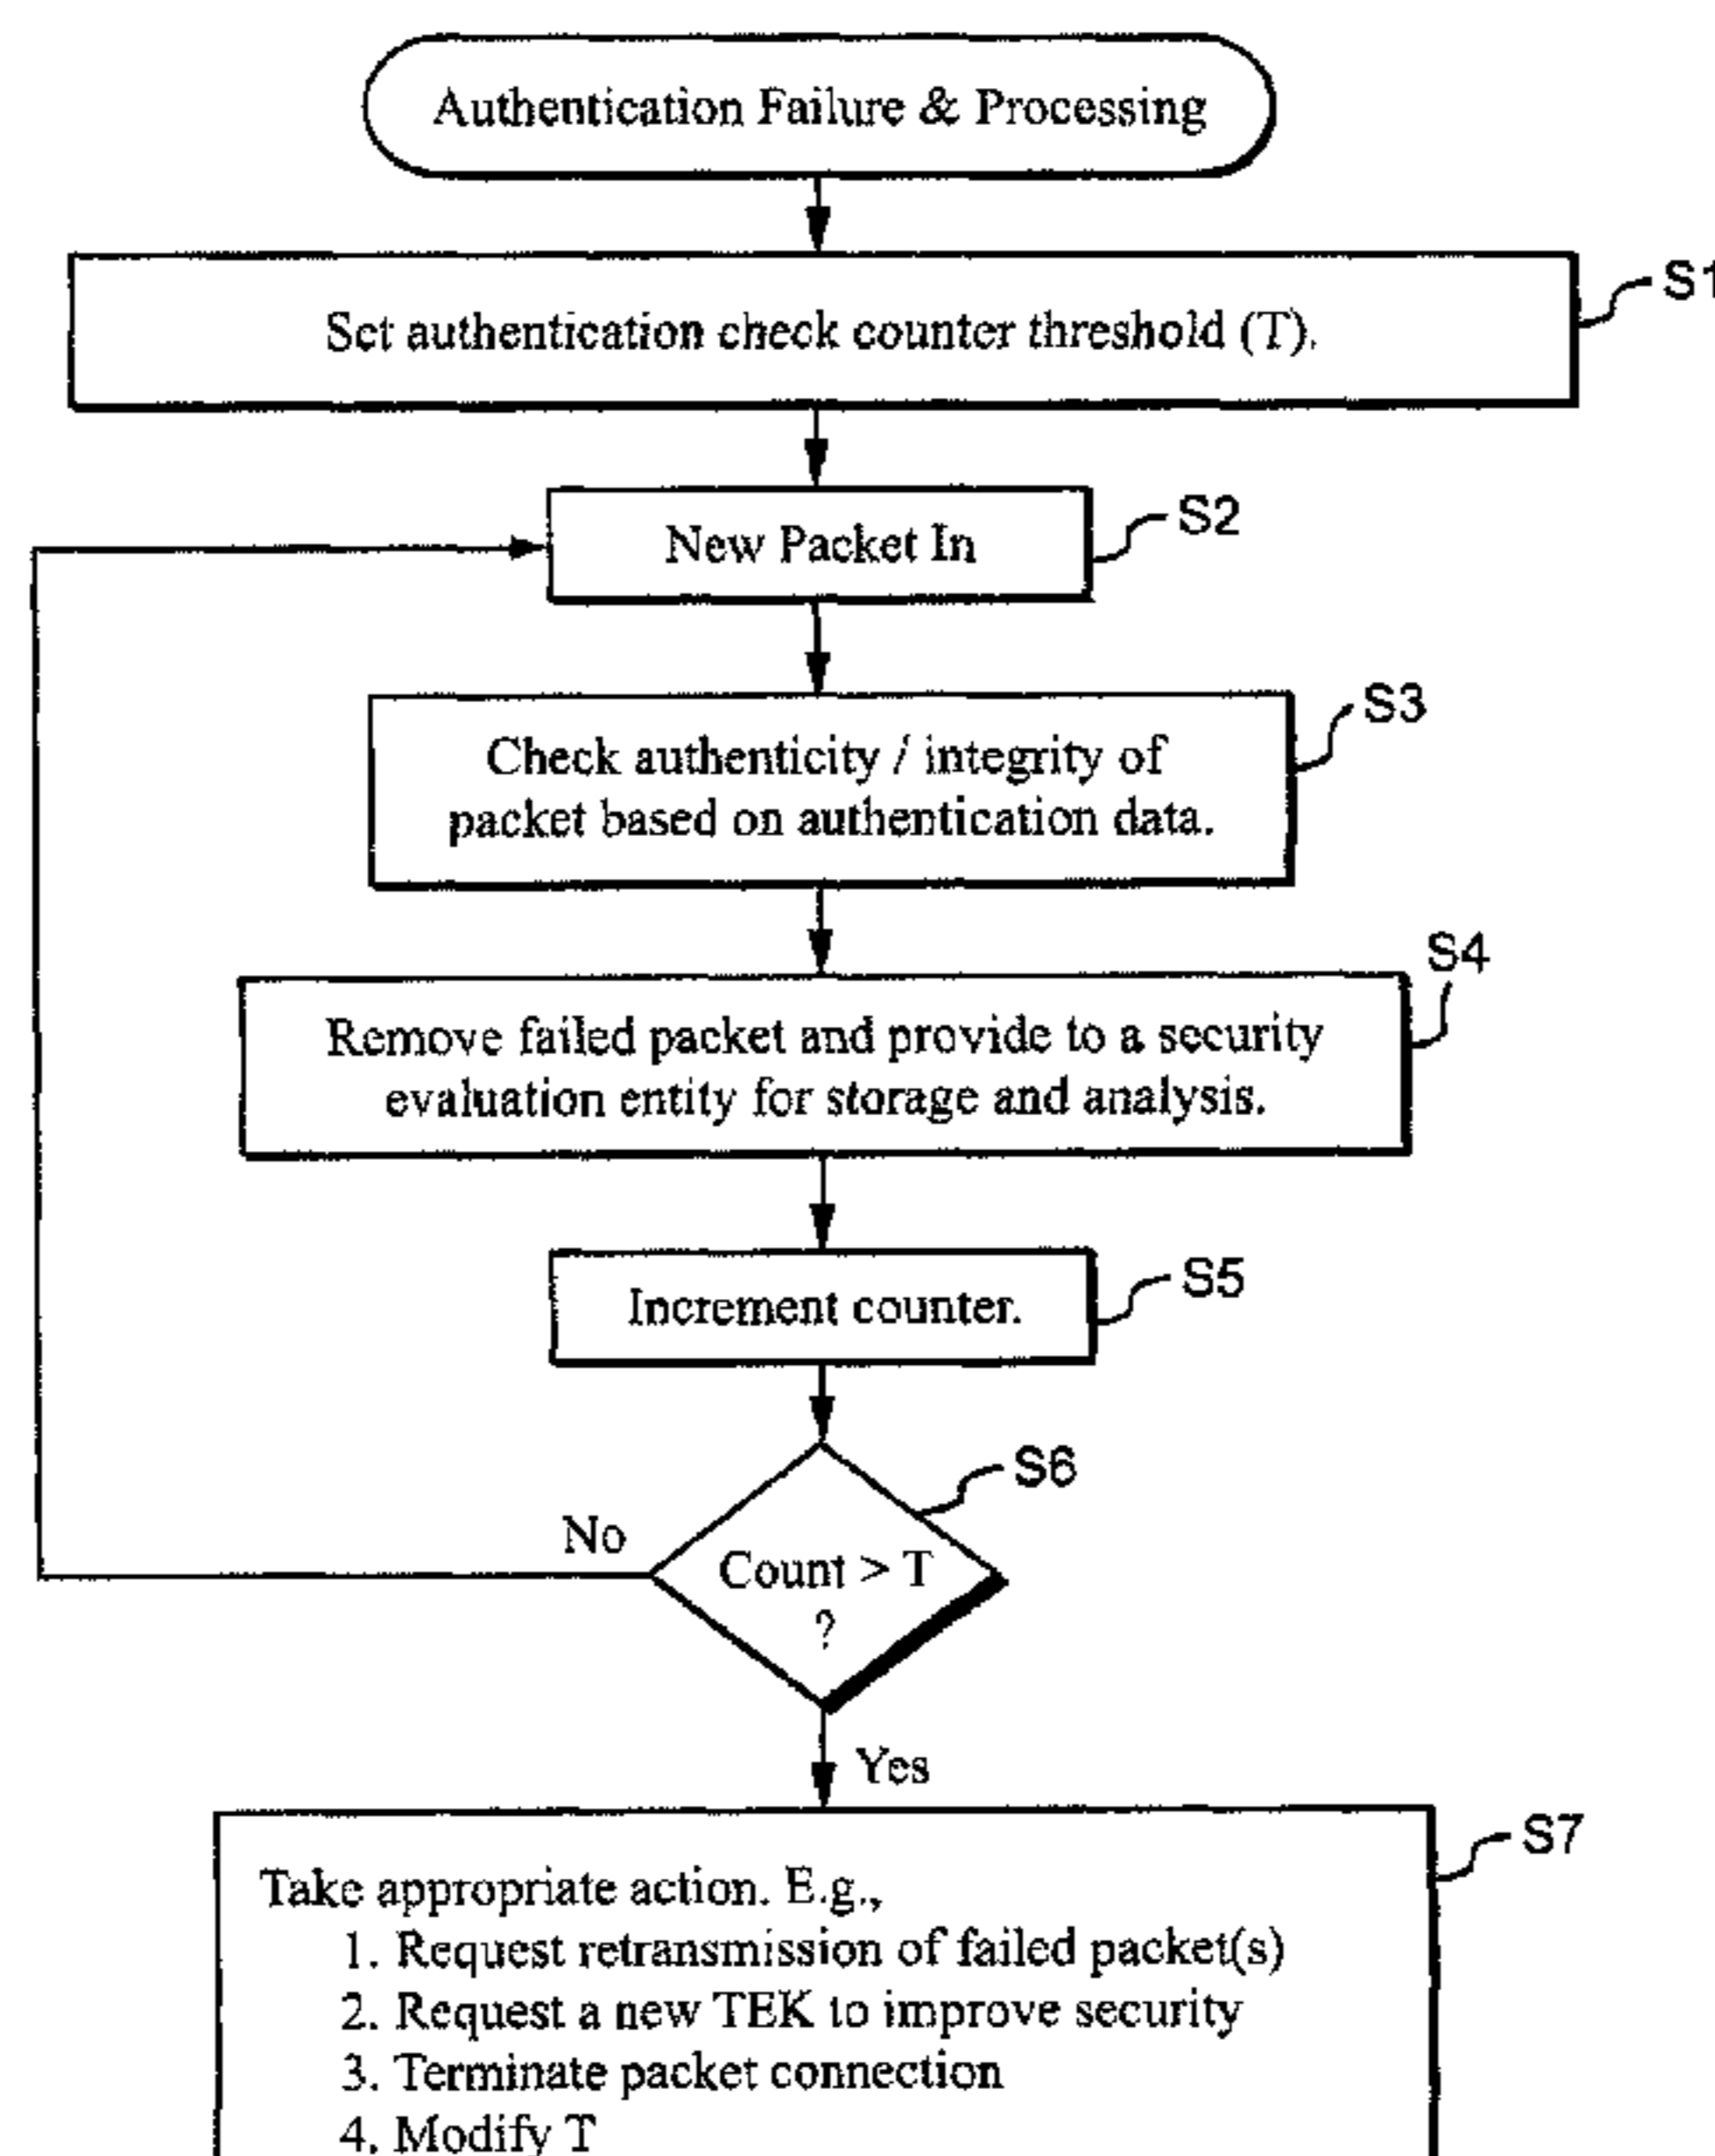 Authentication Failure & Processing
Set authentication check counter threshold (T).
S1
New Packet In
S2
Check authenticity / integrity of
packet based on authentication data.
S3
Remove failed packet and provide to a security
evaluation entity for storage and analysis.
S4
Increment counter.
S5
Count > T
?
S6
No
Yes
Take appropriate action. E.g.,
1. Request retransmission of failed packet(s)
2. Request a new TEK to improve security
3. Terminate packet connection
4. Modify T
S7